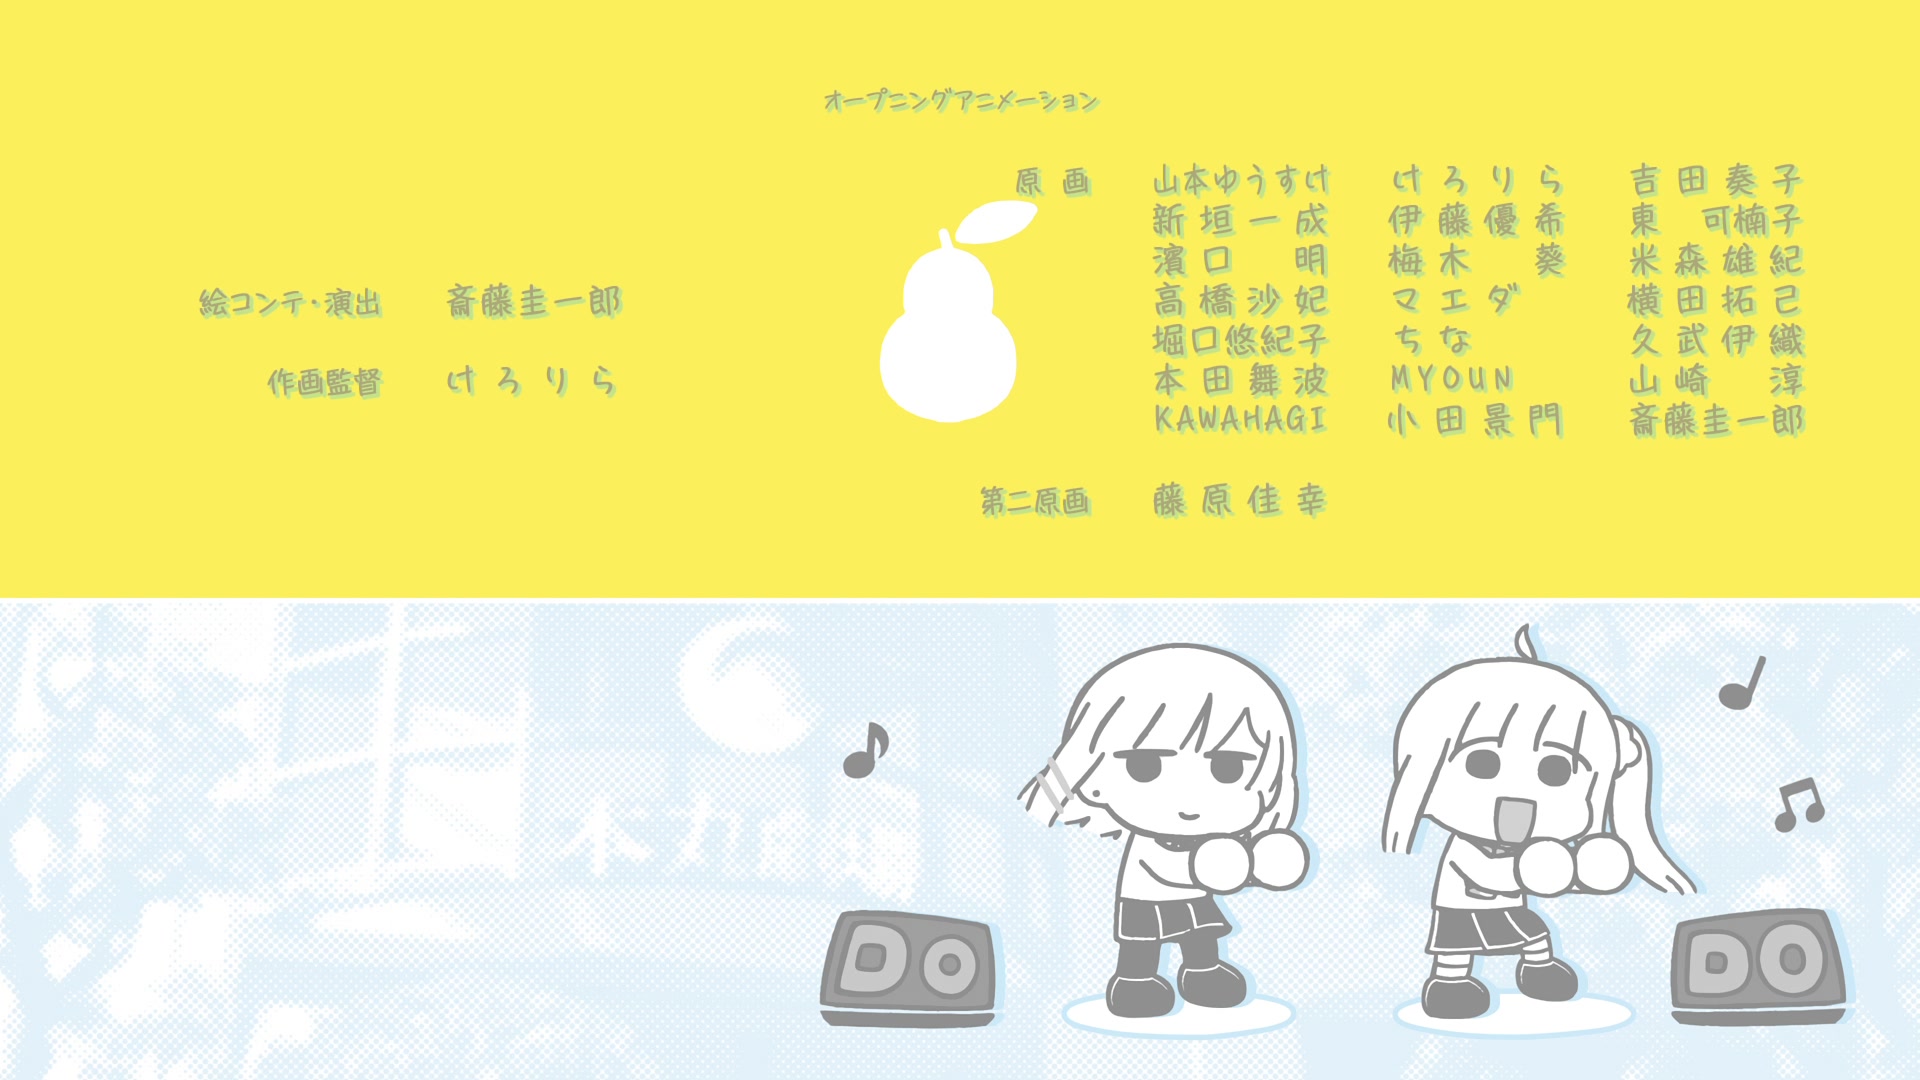 オープニングアニメーション
絵コンテ・演出 斎藤圭一郎
作画監督 けろりら
原画 山本ゆうすけ けろりら 吉田奏子
新垣一成 伊藤優希 東 可楠子
濱口 明 梅木 葵 米森雄紀
高橋沙妃 マエダ 横田拓己
堀口悠紀子 ちな 久武伊織
本田舞波 MYOUN 山崎 淳
KAWAHAGI 小田景門 斎藤圭一郎
第二原画 藤原佳幸
DO
DO